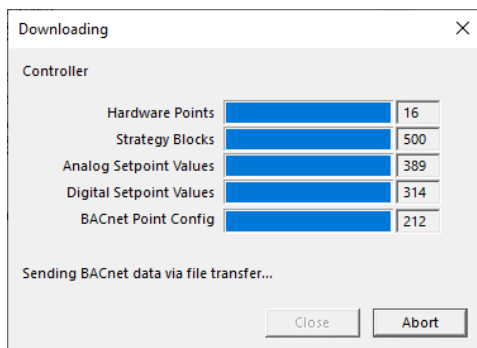 Downloading
Controller
Hardware Points 16
Strategy Blocks 500
Analog Setpoint Values 389
Digital Setpoint Values 314
BACnet Point Config 212
Sending BACnet data via file transfer...
Close Abort